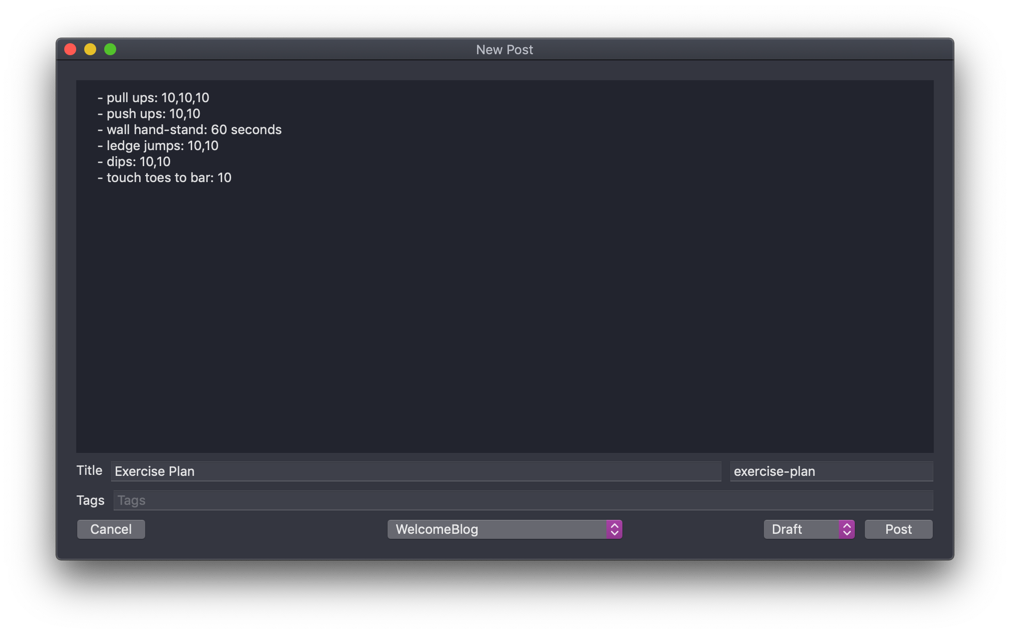 New Post
- pull ups: 10,10,10
- push ups: 10,10
- wall hand-stand: 60 seconds
- ledge jumps: 10,10
- dips: 10,10
- touch toes to bar: 10
Title Exercise Plan exercise-plan
Tags Tags
Cancel WelcomeBlog Draft Post